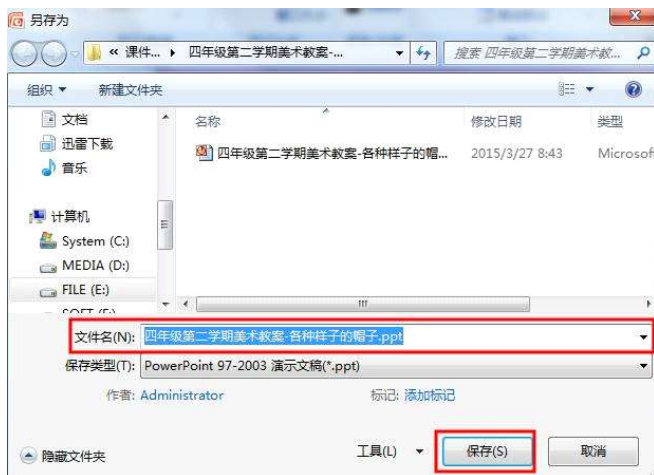 另存为
« 课件... ▸ 四年级第二学期美术教案-...
搜索 四年级第二学期美术教...
组织 ▼ 新建文件夹
文档
迅雷下载
音乐
计算机
System (C:)
MEDIA (D:)
FILE (E:)
SOFT (F:)
名称 修改日期 类型
四年级第二学期美术教案-各种样子的帽... 2015/3/27 8:43 Microsoft
文件名(N): 四年级第二学期美术教案-各种样子的帽子.ppt
保存类型(T): PowerPoint 97-2003 演示文稿(*.ppt)
作者: Administrator 标记: 添加标记
隐藏文件夹 工具(L) ▼ 保存(S) 取消